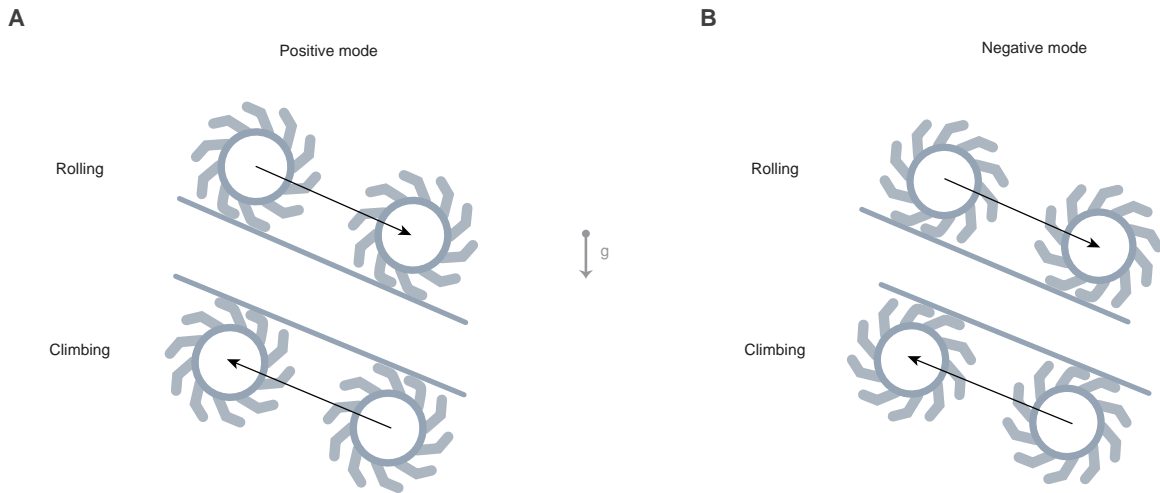 A
B
Positive mode
Negative mode
Rolling
Rolling
g
Climbing
Climbing